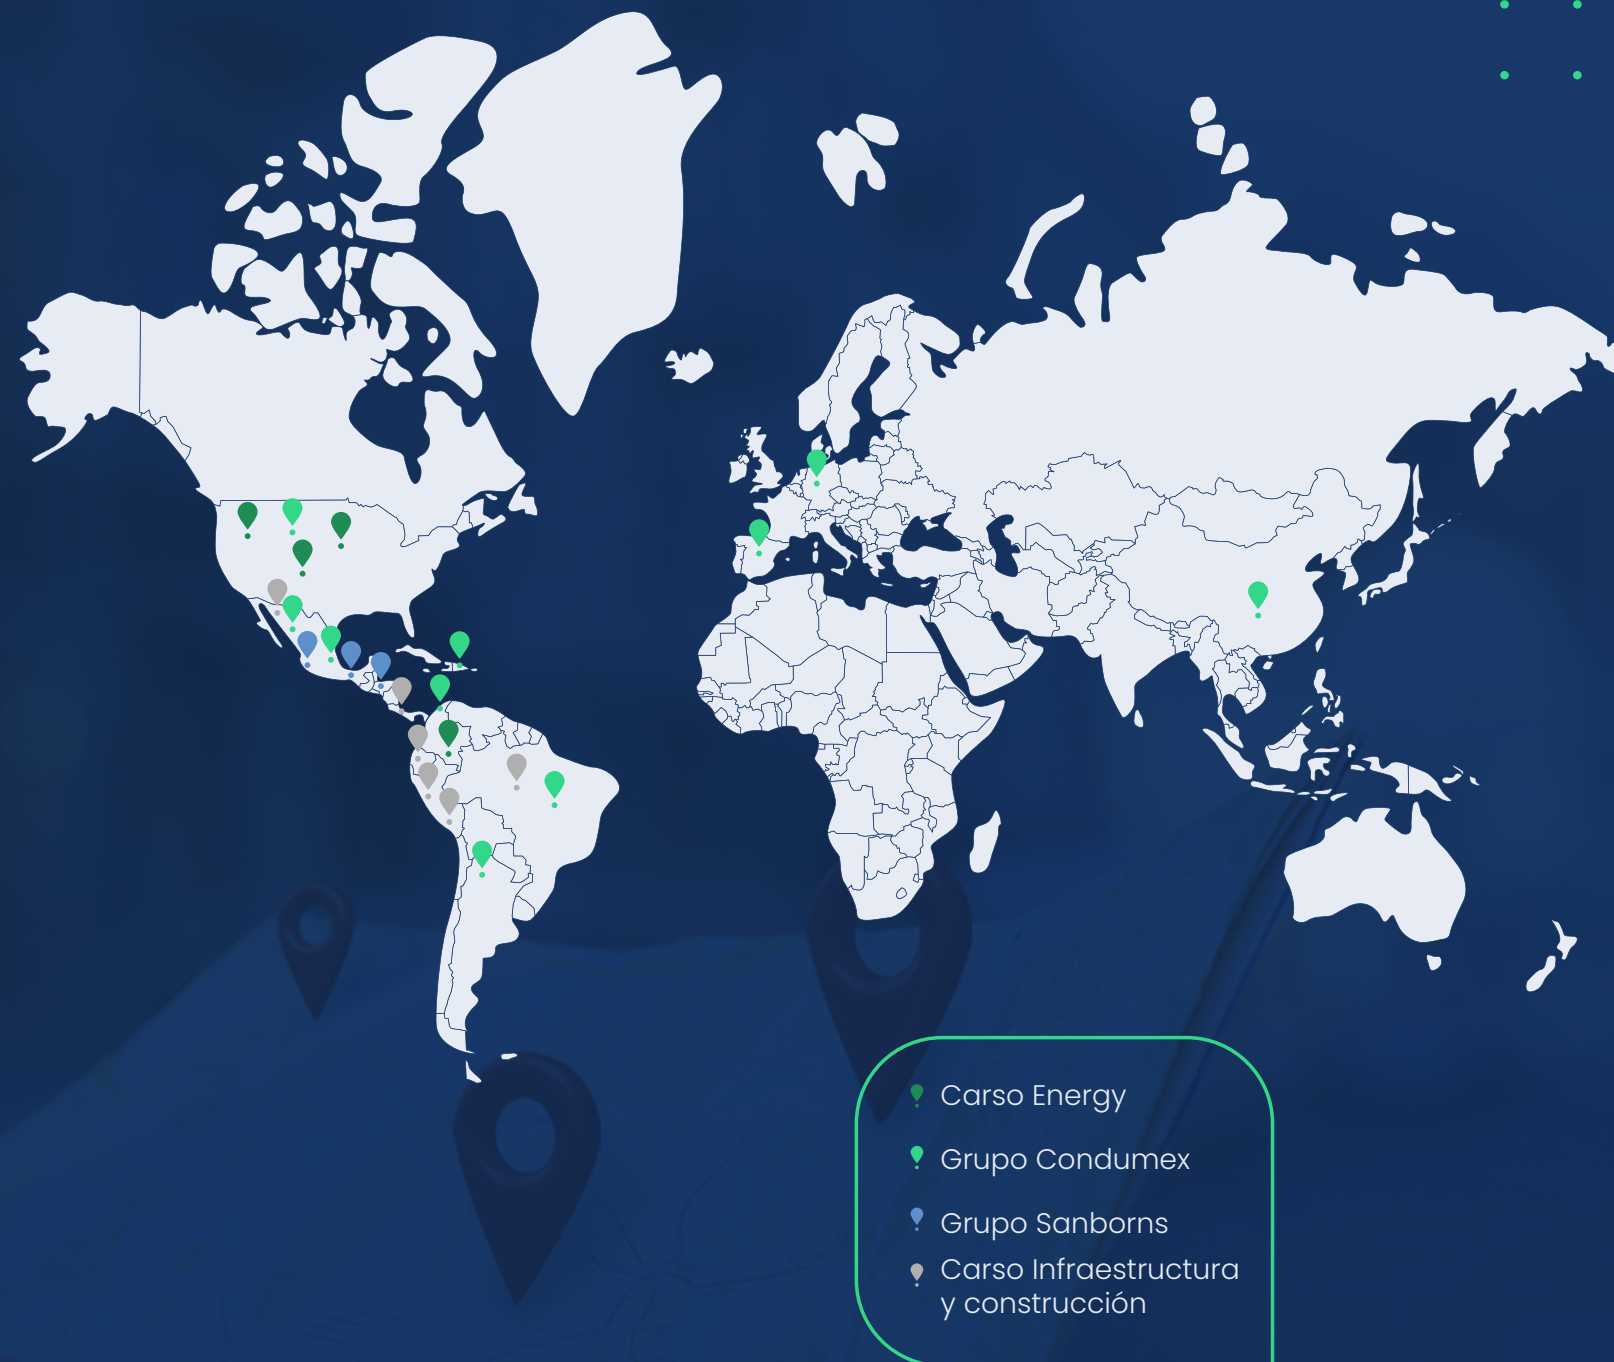 Carso Energy
Grupo Condumex
Grupo Sanborns
Carso Infraestructura
y construcción